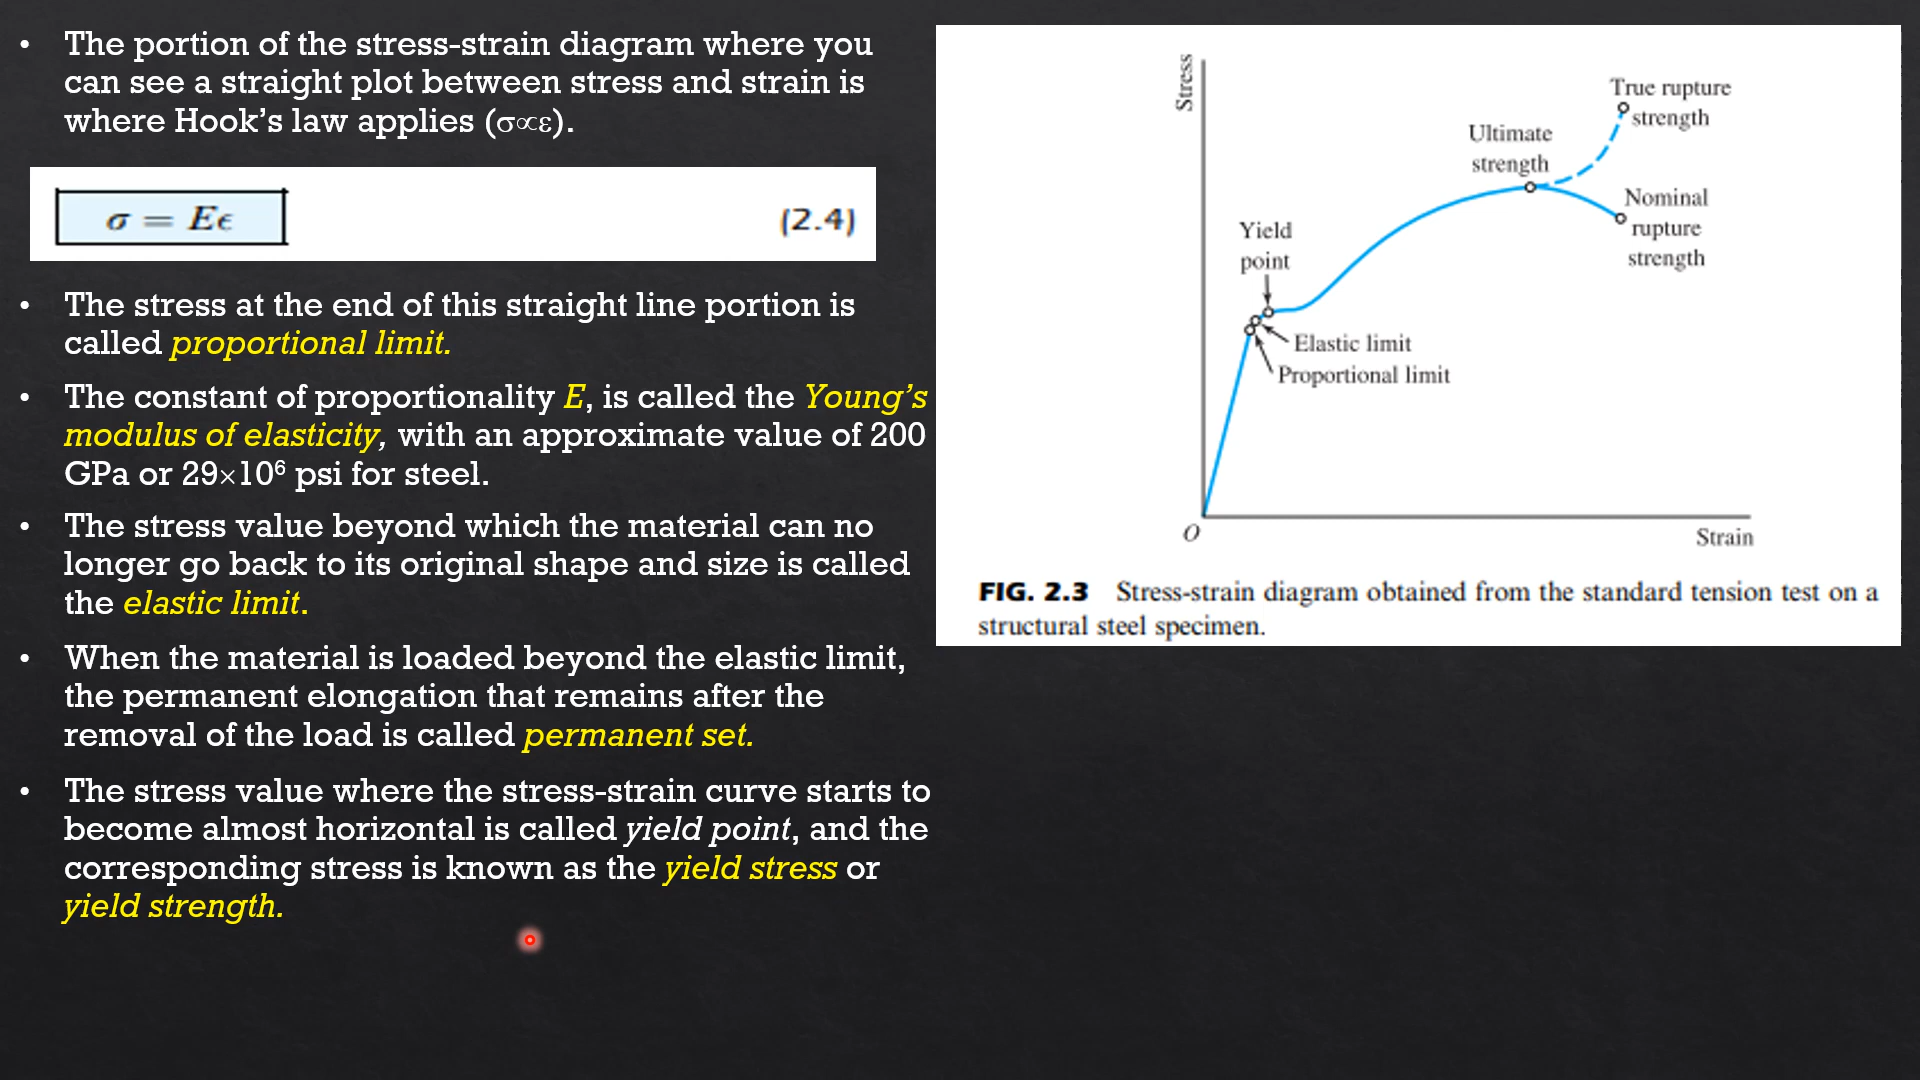 • The portion of the stress-strain diagram where you
can see a straight plot between stress and strain is
where Hook’s law applies (σ∝ε).
σ = Eϵ (2.4)
• The stress at the end of this straight line portion is
called proportional limit.
• The constant of proportionality E, is called the Young’s
modulus of elasticity, with an approximate value of 200
GPa or 29×10⁶ psi for steel.
• The stress value beyond which the material can no
longer go back to its original shape and size is called
the elastic limit.
• When the material is loaded beyond the elastic limit,
the permanent elongation that remains after the
removal of the load is called permanent set.
• The stress value where the stress-strain curve starts to
become almost horizontal is called yield point, and the
corresponding stress is known as the yield stress or
yield strength.
Stress
True rupture
strength
Ultimate
strength
Nominal
rupture
strength
Yield
point
Elastic limit
Proportional limit
O
Strain
FIG. 2.3 Stress-strain diagram obtained from the standard tension test on a
structural steel specimen.